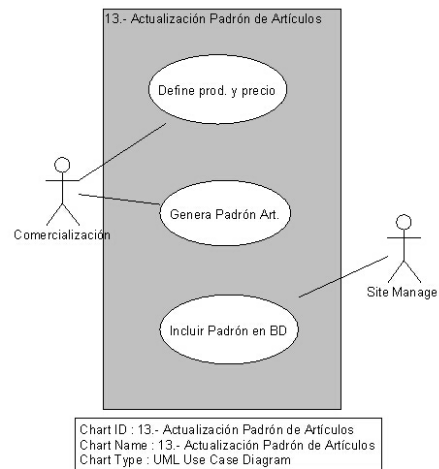 13.- Actualización Padrón de Artículos
Define prod. y precio
Comercialización
Genera Padrón Art.
Site Manage
Incluir Padrón en BD
Chart ID : 13.- Actualización Padrón de Artículos
Chart Name : 13.- Actualización Padrón de Artículos
Chart Type : UML Use Case Diagram